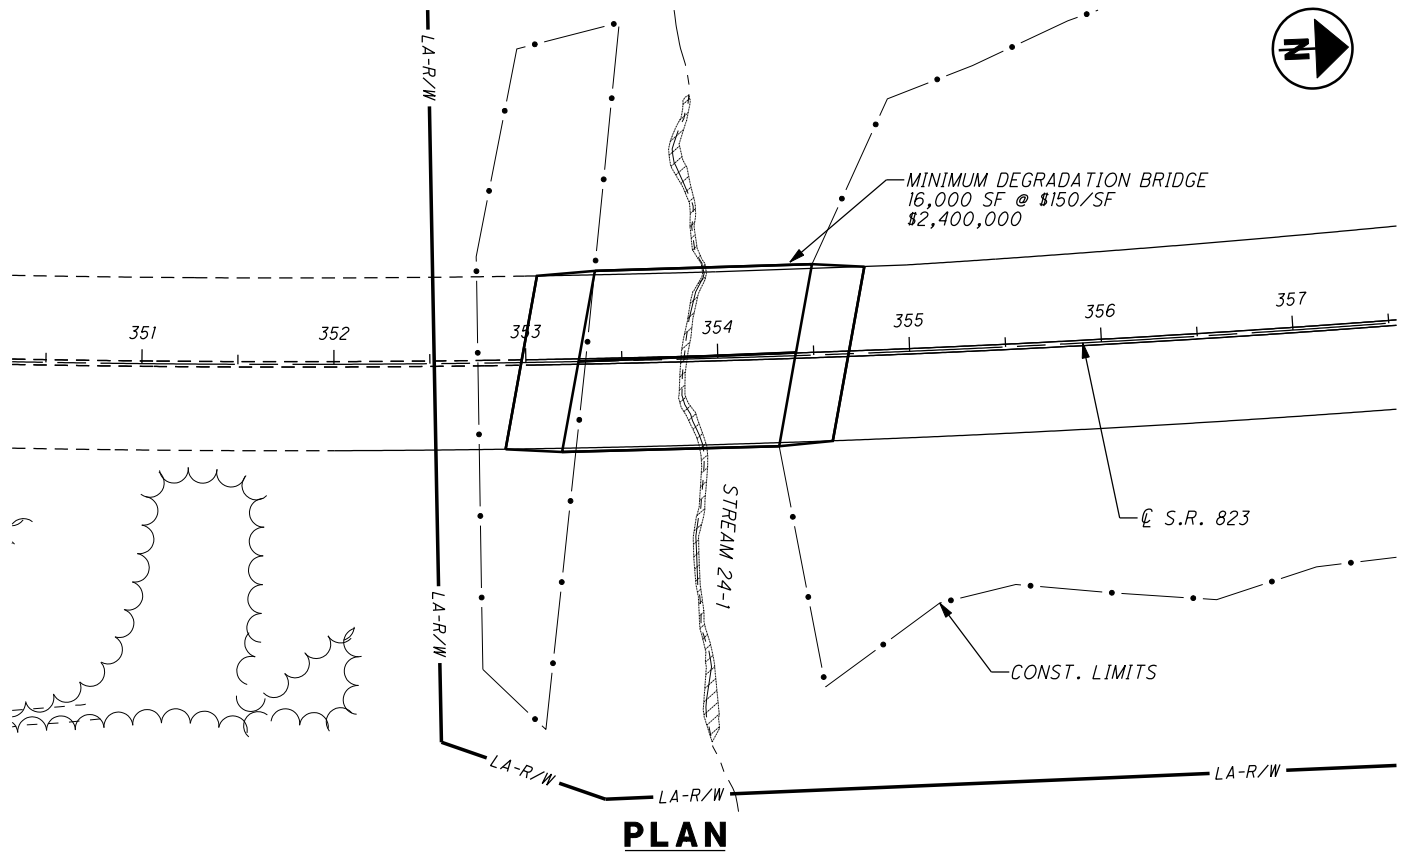 LA-R/W
N
MINIMUM DEGRADATION BRIDGE
16,000 SF @ $150/SF
$2,400,000
351
352
353
354
355
356
357
STREAM 24-1
℄ S.R. 823
LA-R/W
CONST. LIMITS
LA-R/W
LA-R/W
LA-R/W
PLAN